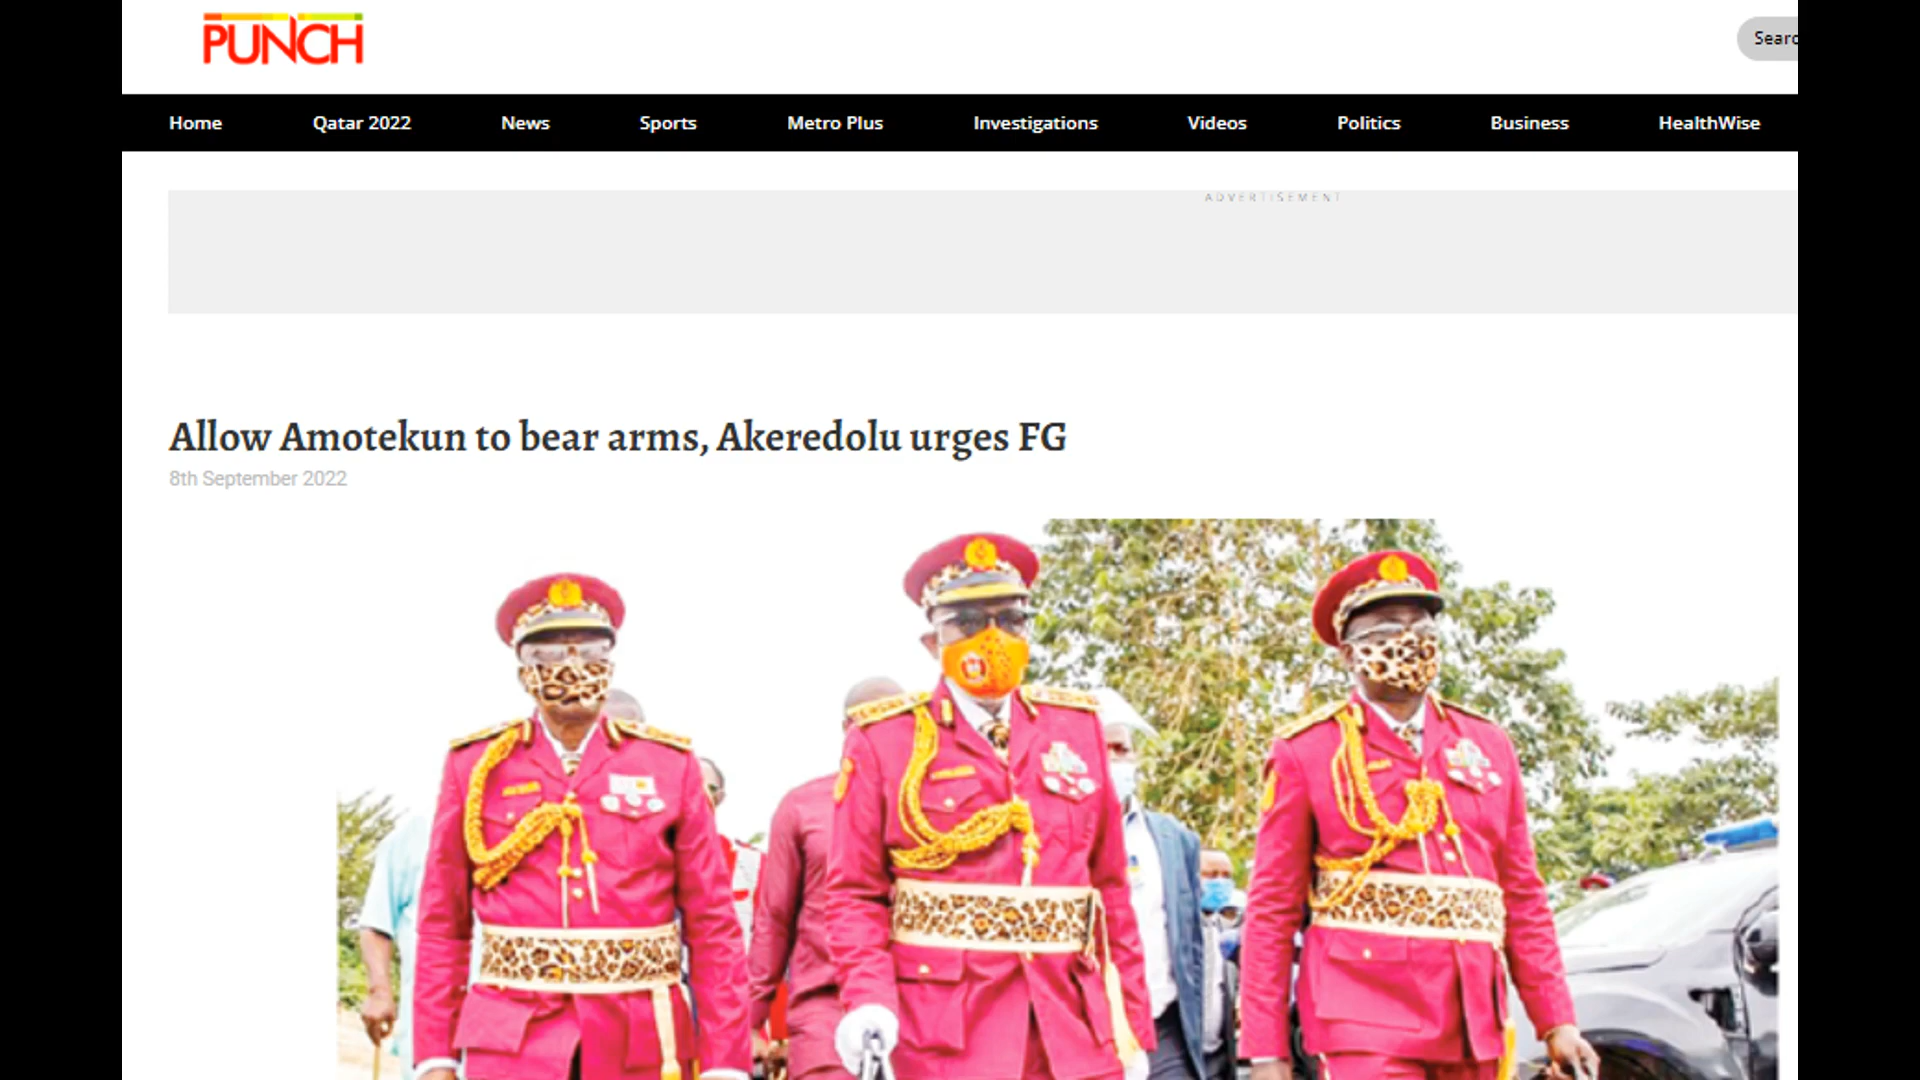 PUNCH
Searc
Home Qatar 2022 News Sports Metro Plus Investigations Videos Politics Business HealthWise
ADVERTISEMENT
Allow Amotekun to bear arms, Akeredolu urges FG
8th September 2022